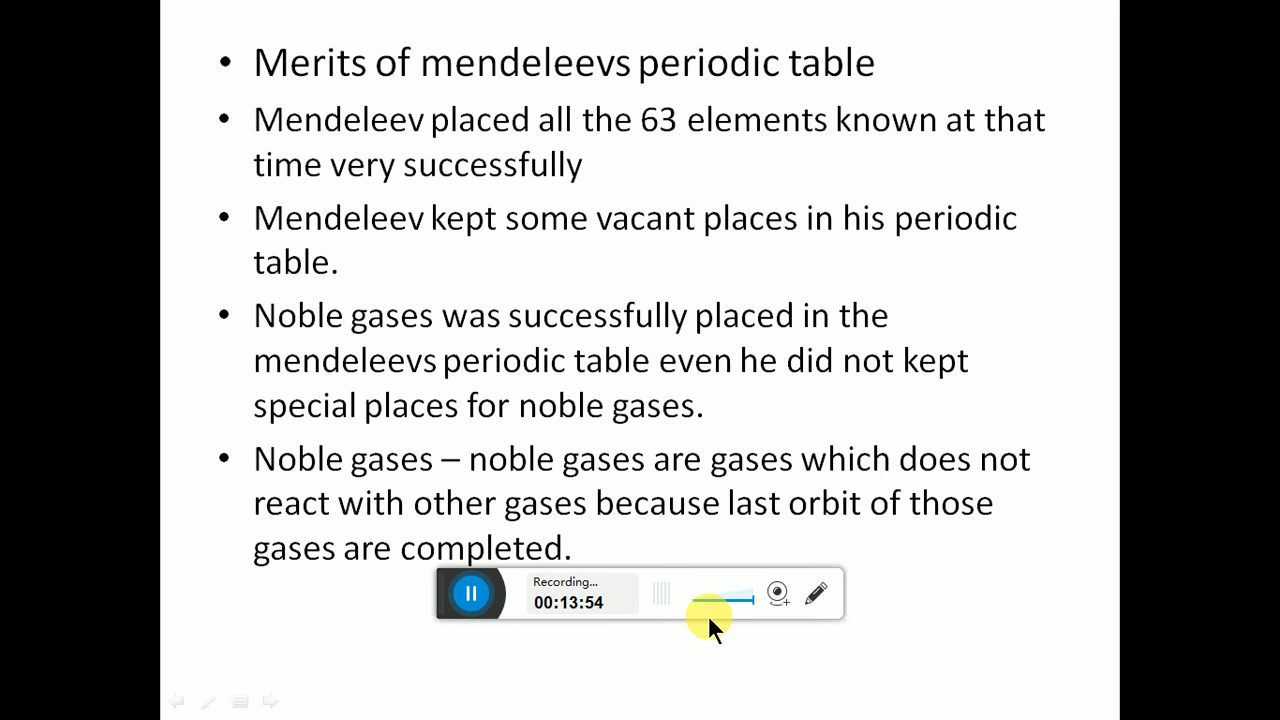 • Merits of mendeleevs periodic table
• Mendeleev placed all the 63 elements known at that
time very successfully
• Mendeleev kept some vacant places in his periodic
table.
• Noble gases was successfully placed in the
mendeleevs periodic table even he did not kept
special places for noble gases.
• Noble gases – noble gases are gases which does not
react with other gases because last orbit of those
gases are completed.
Recording...
00:13:54